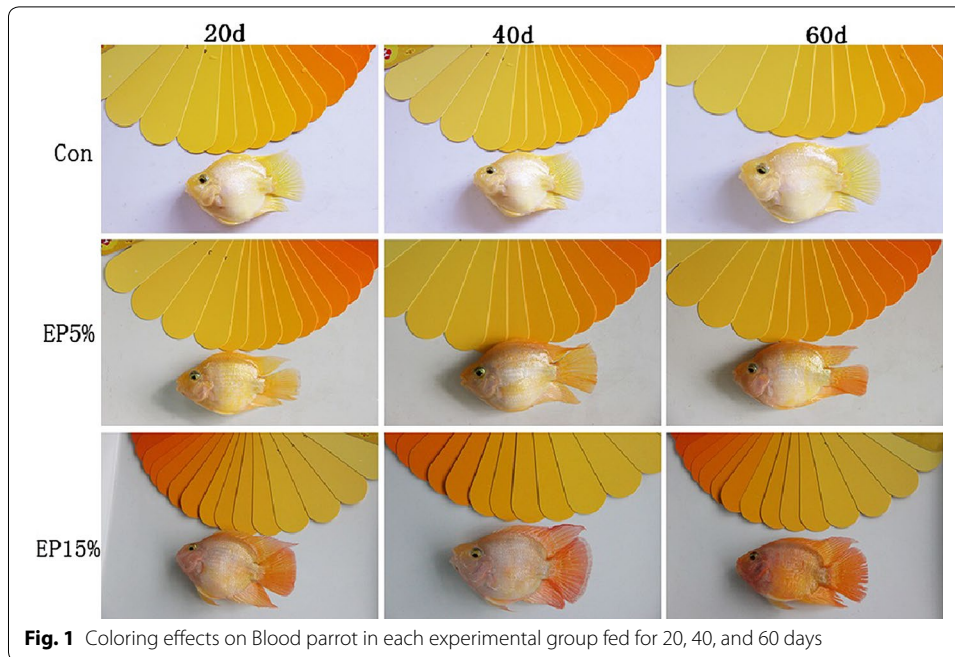 20d 40d 60d
Con
EP5%
EP15%
Fig. 1 Coloring effects on Blood parrot in each experimental group fed for 20, 40, and 60 days